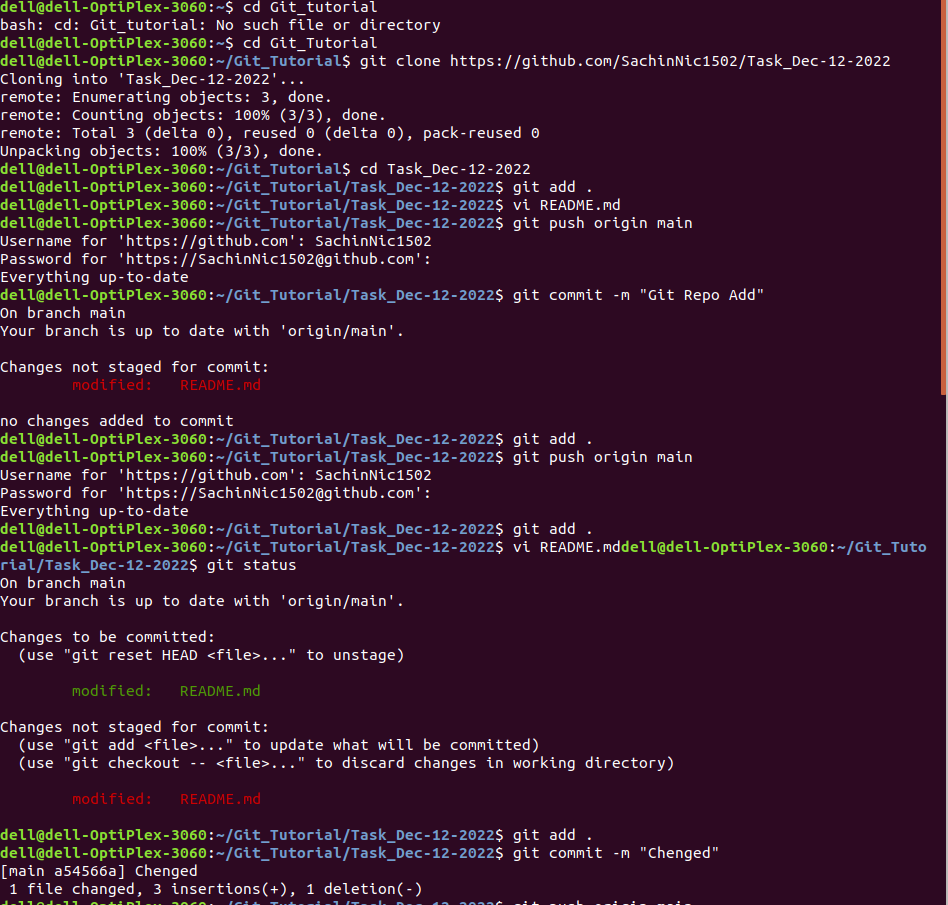 dell@dell-OptiPlex-3060:~$ cd Git_tutorial
bash: cd: Git_tutorial: No such file or directory
dell@dell-OptiPlex-3060:~$ cd Git_Tutorial
dell@dell-OptiPlex-3060:~/Git_Tutorial$ git clone https://github.com/SachinNic1502/Task_Dec-12-2022
Cloning into 'Task_Dec-12-2022'...
remote: Enumerating objects: 3, done.
remote: Counting objects: 100% (3/3), done.
remote: Total 3 (delta 0), reused 0 (delta 0), pack-reused 0
Unpacking objects: 100% (3/3), done.
dell@dell-OptiPlex-3060:~/Git_Tutorial$ cd Task_Dec-12-2022
dell@dell-OptiPlex-3060:~/Git_Tutorial/Task_Dec-12-2022$ git add .
dell@dell-OptiPlex-3060:~/Git_Tutorial/Task_Dec-12-2022$ vi README.md
dell@dell-OptiPlex-3060:~/Git_Tutorial/Task_Dec-12-2022$ git push origin main
Username for 'https://github.com': SachinNic1502
Password for 'https://SachinNic1502@github.com':
Everything up-to-date
dell@dell-OptiPlex-3060:~/Git_Tutorial/Task_Dec-12-2022$ git commit -m "Git Repo Add"
On branch main
Your branch is up to date with 'origin/main'.
Changes not staged for commit:
modified:   README.md
no changes added to commit
dell@dell-OptiPlex-3060:~/Git_Tutorial/Task_Dec-12-2022$ git add .
dell@dell-OptiPlex-3060:~/Git_Tutorial/Task_Dec-12-2022$ git push origin main
Username for 'https://github.com': SachinNic1502
Password for 'https://SachinNic1502@github.com':
Everything up-to-date
dell@dell-OptiPlex-3060:~/Git_Tutorial/Task_Dec-12-2022$ git add .
dell@dell-OptiPlex-3060:~/Git_Tutorial/Task_Dec-12-2022$ vi README.mddell@dell-OptiPlex-3060:~/Git_Tuto
rial/Task_Dec-12-2022$ git status
On branch main
Your branch is up to date with 'origin/main'.
Changes to be committed:
(use "git reset HEAD <file>..." to unstage)
modified:   README.md
Changes not staged for commit:
(use "git add <file>..." to update what will be committed)
(use "git checkout -- <file>..." to discard changes in working directory)
modified:   README.md
dell@dell-OptiPlex-3060:~/Git_Tutorial/Task_Dec-12-2022$ git add .
dell@dell-OptiPlex-3060:~/Git_Tutorial/Task_Dec-12-2022$ git commit -m "Chenged"
[main a54566a] Chenged
1 file changed, 3 insertions(+), 1 deletion(-)
dell@dell-OptiPlex-3060:~/Git_Tutorial/Task_Dec-12-2022$ git push origin main